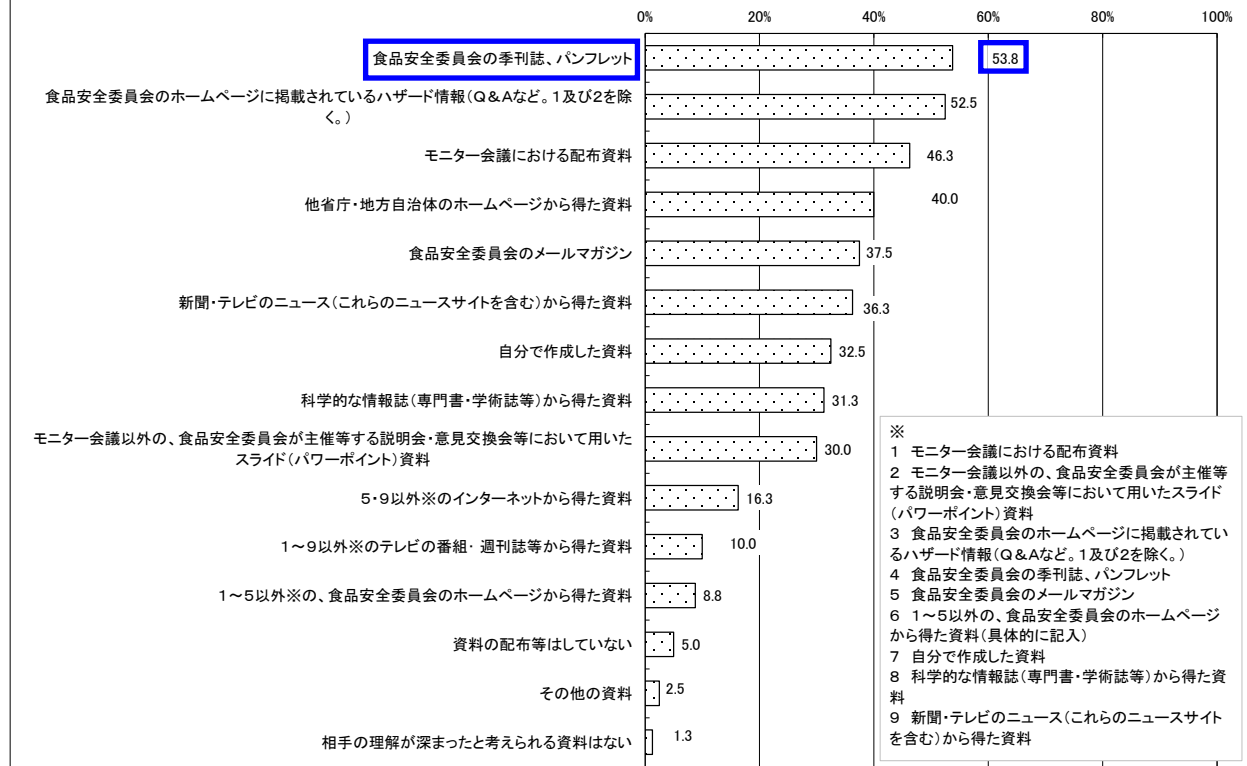 0% 20% 40% 60% 80% 100%
食品安全委員会の季刊誌、パンフレット 53.8
食品安全委員会のホームページに掲載されているハザード情報（Q＆Aなど。1及び2を除
く。） 52.5
モニター会議における配布資料 46.3
他省庁・地方自治体のホームページから得た資料 40.0
食品安全委員会のメールマガジン 37.5
新聞・テレビのニュース（これらのニュースサイトを含む）から得た資料 36.3
自分で作成した資料 32.5
科学的な情報誌（専門書・学術誌等）から得た資料 31.3
モニター会議以外の、食品安全委員会が主催等する説明会・意見交換会等において用いた
スライド（パワーポイント）資料 30.0
5・9以外※のインターネットから得た資料 16.3
1～9以外※のテレビの番組・ 週刊誌等から得た資料 10.0
1～5以外※の、食品安全委員会のホームページから得た資料 8.8
資料の配布等はしていない 5.0
その他の資料 2.5
相手の理解が深まったと考えられる資料はない 1.3
※
1 モニター会議における配布資料
2 モニター会議以外の、食品安全委員会が主催等
する説明会・意見交換会等において用いたスライド
（パワーポイント）資料
3 食品安全委員会のホームページに掲載されてい
るハザード情報（Q＆Aなど。1及び2を除く。）
4 食品安全委員会の季刊誌、パンフレット
5 食品安全委員会のメールマガジン
6 1～5以外の、食品安全委員会のホームページ
から得た資料（具体的に記入）
7 自分で作成した資料
8 科学的な情報誌（専門書・学術誌等）から得た資
料
9 新聞・テレビのニュース（これらのニュースサイト
を含む）から得た資料